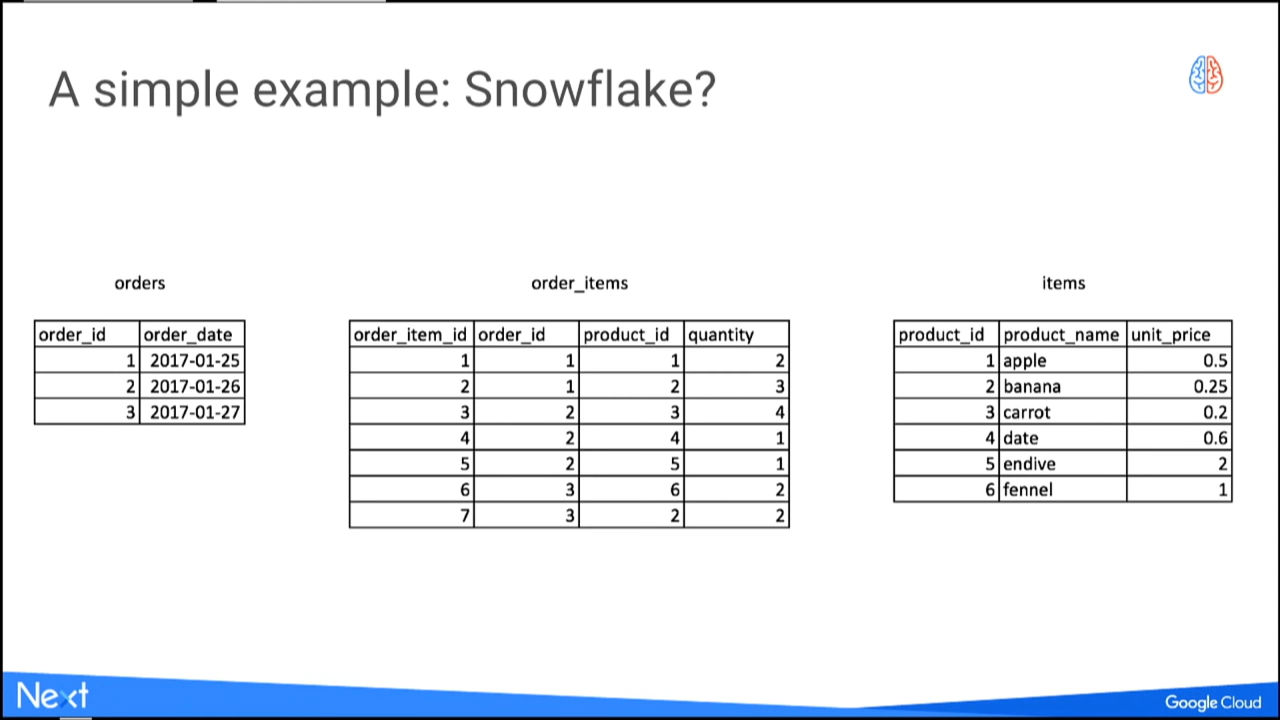 A simple example: Snowflake?
orders
order_id order_date
1 2017-01-25
2 2017-01-26
3 2017-01-27
order_items
order_item_id order_id product_id quantity
1 1 1 2
2 1 2 3
3 2 3 4
4 2 4 1
5 2 5 1
6 3 6 2
7 3 2 2
items
product_id product_name unit_price
1 apple 0.5
2 banana 0.25
3 carrot 0.2
4 date 0.6
5 endive 2
6 fennel 1
Next
Google Cloud